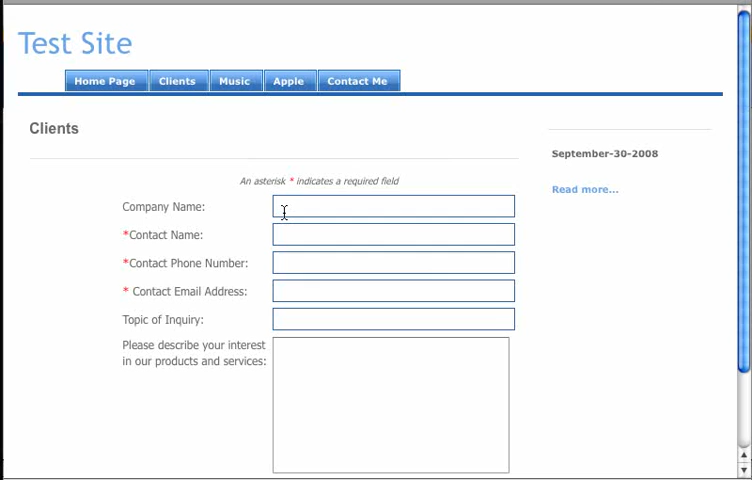 Test Site
Home Page Clients Music Apple Contact Me
Clients
September-30-2008
Read more...
An asterisk * indicates a required field
Company Name:
*Contact Name:
*Contact Phone Number:
* Contact Email Address:
Topic of Inquiry:
Please describe your interest
in our products and services: